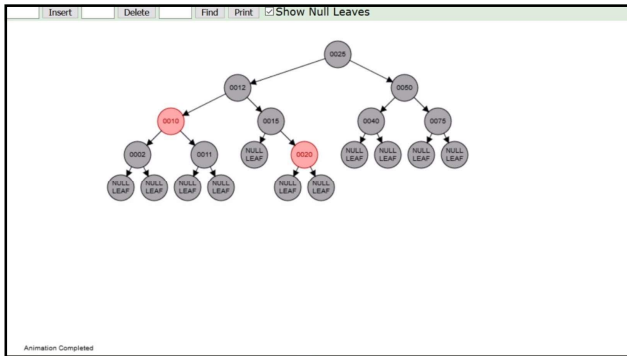 Insert Delete Find Print Show Null Leaves
0025
0012 0050
0010 0015 0040 0075
0002 0011 NULL LEAF 0020 NULL LEAF NULL LEAF NULL LEAF NULL LEAF
NULL LEAF NULL LEAF NULL LEAF NULL LEAF NULL LEAF NULL LEAF
Animation Completed